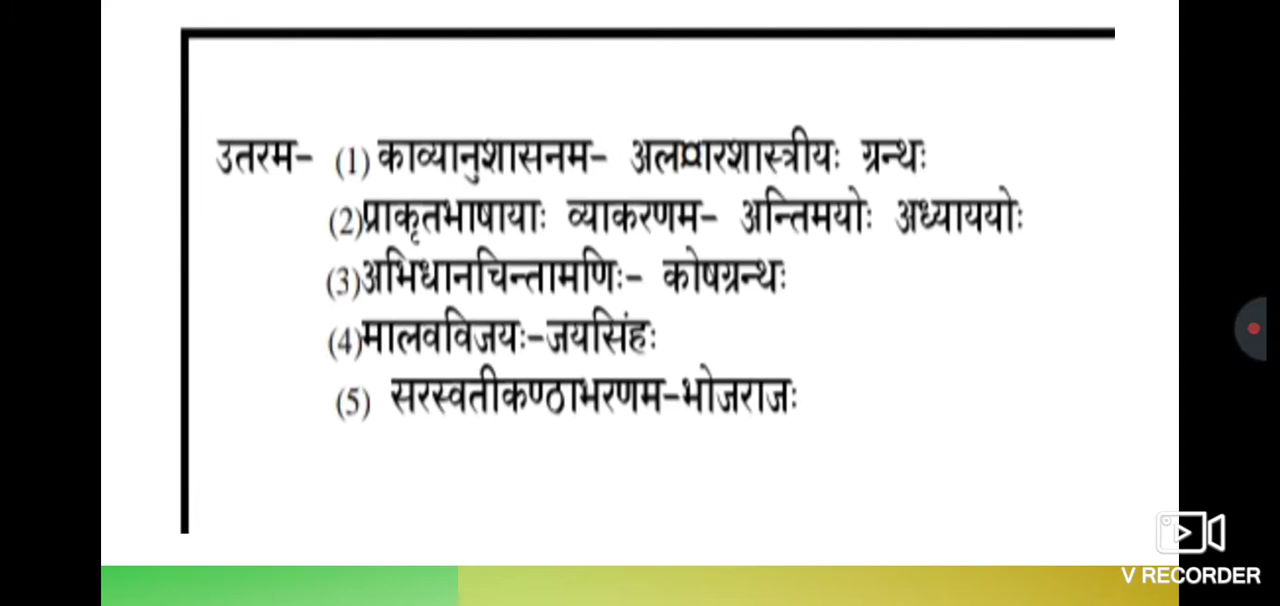 उतरम- (1) काव्यानुशासनम- अल¤ारशास्त्रीयः ग्रन्थः
(2)प्राकृतभाषायाः व्याकरणम- अन्तिमयोः अध्याययोः
(3)अभिधानचिन्तामणिः- कोषग्रन्थः
(4)मालवविजयः-जयसिंहः
(5) सरस्वतीकण्ठाभरणम-भोजराजः
V RECORDER